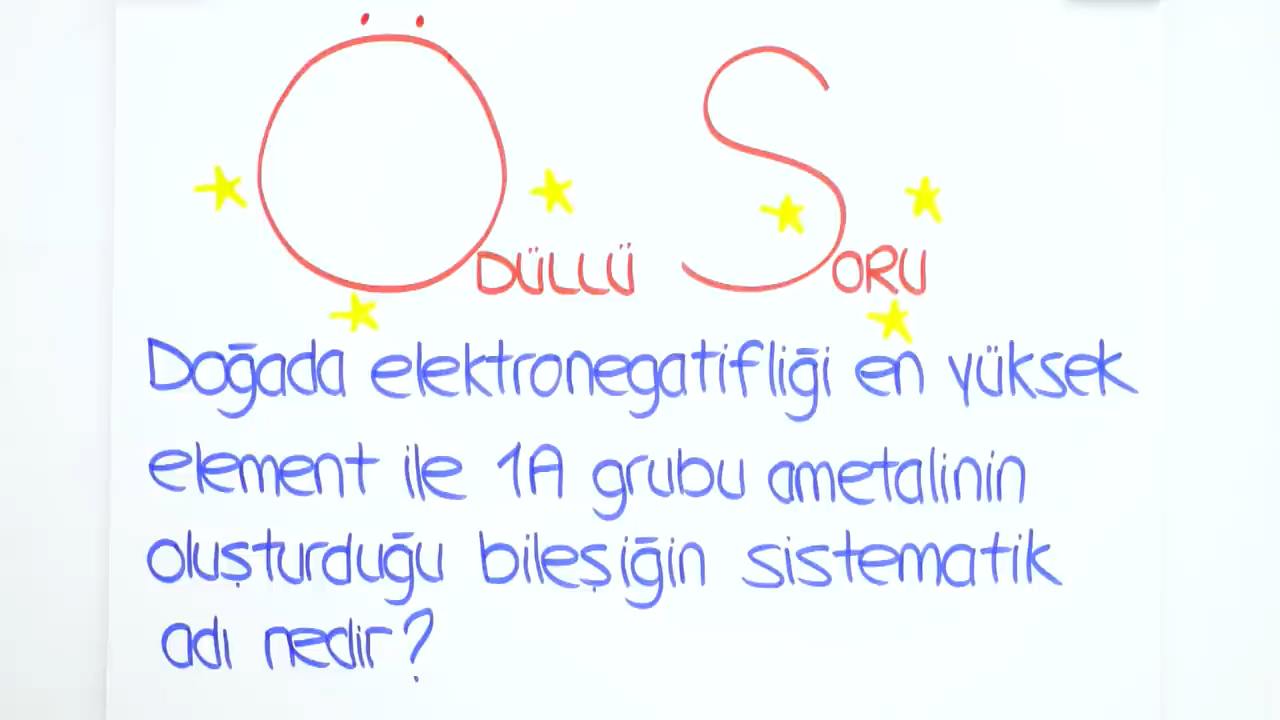 ÖDÜLLÜ SORU
Doğada elektronegatifliği en yüksek
element ile 1A grubu ametalinin
oluşturduğu bileşiğin sistematik
adı nedir?